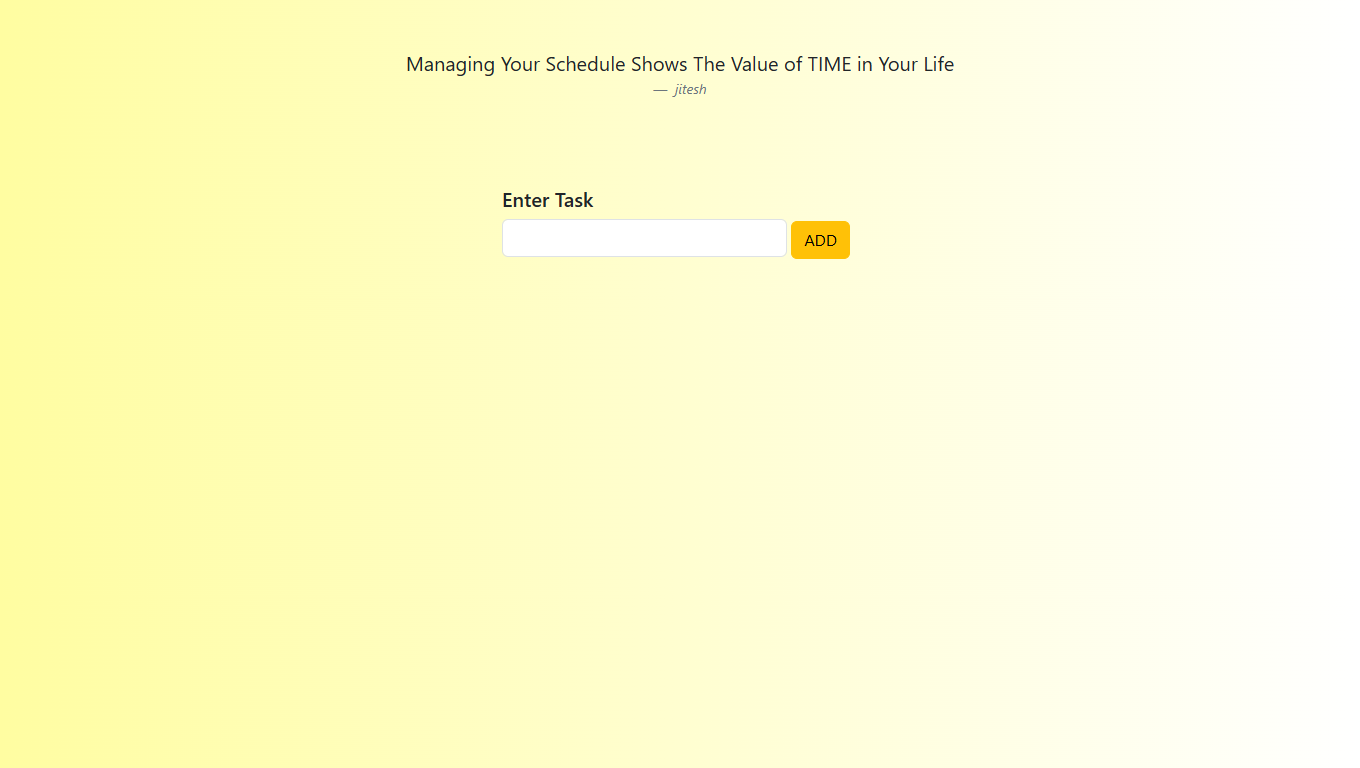 Managing Your Schedule Shows The Value of TIME in Your Life
— jitesh
Enter Task
ADD